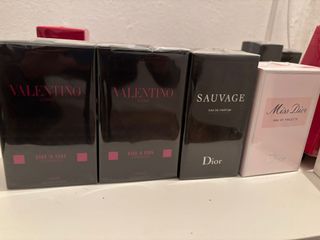 VALENTINO
BORN IN ROMA
VALENTINO
BORN IN ROMA
SAUVAGE
EAU DE PARFUM
Dior
Miss Dior
EAU DE TOILETTE